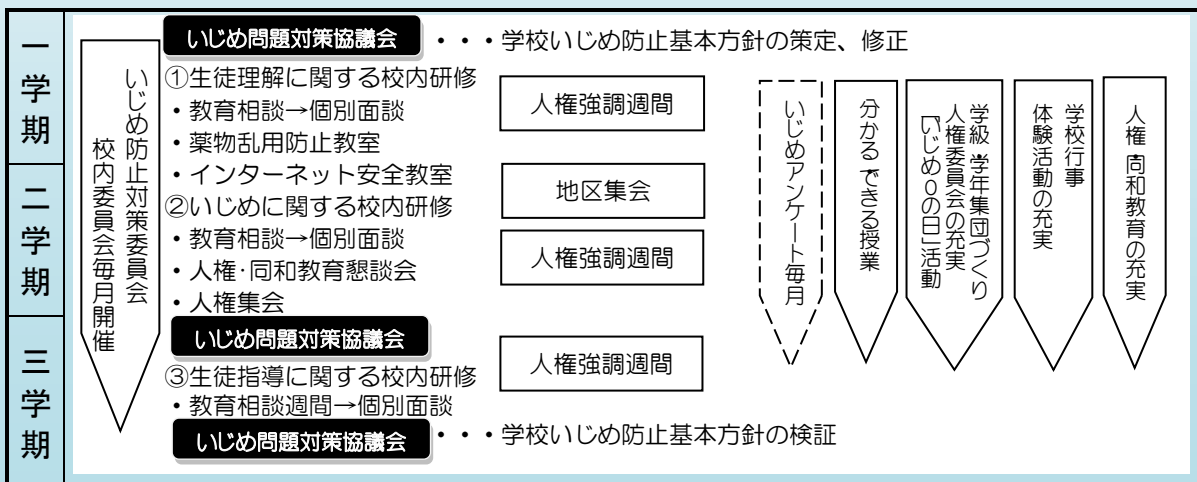 一学期
二学期
三学期
いじめ防止対策委員会
校内委員会毎月開催
いじめ問題対策協議会 ・・・学校いじめ防止基本方針の策定、修正
①生徒理解に関する校内研修
・教育相談→個別面談
・薬物乱用防止教室
・インターネット安全教室
②いじめに関する校内研修
・教育相談→個別面談
・人権・同和教育懇談会
・人権集会
いじめ問題対策協議会
③生徒指導に関する校内研修
・教育相談週間→個別面談
いじめ問題対策協議会 ・・・学校いじめ防止基本方針の検証
人権強調週間
地区集会
人権強調週間
人権強調週間
いじめアンケート毎月
分かる できる授業
学級 学年集団づくり
人権委員会の充実
「いじめ0の日」活動
学校行事
体験活動の充実
人権 同和教育の充実